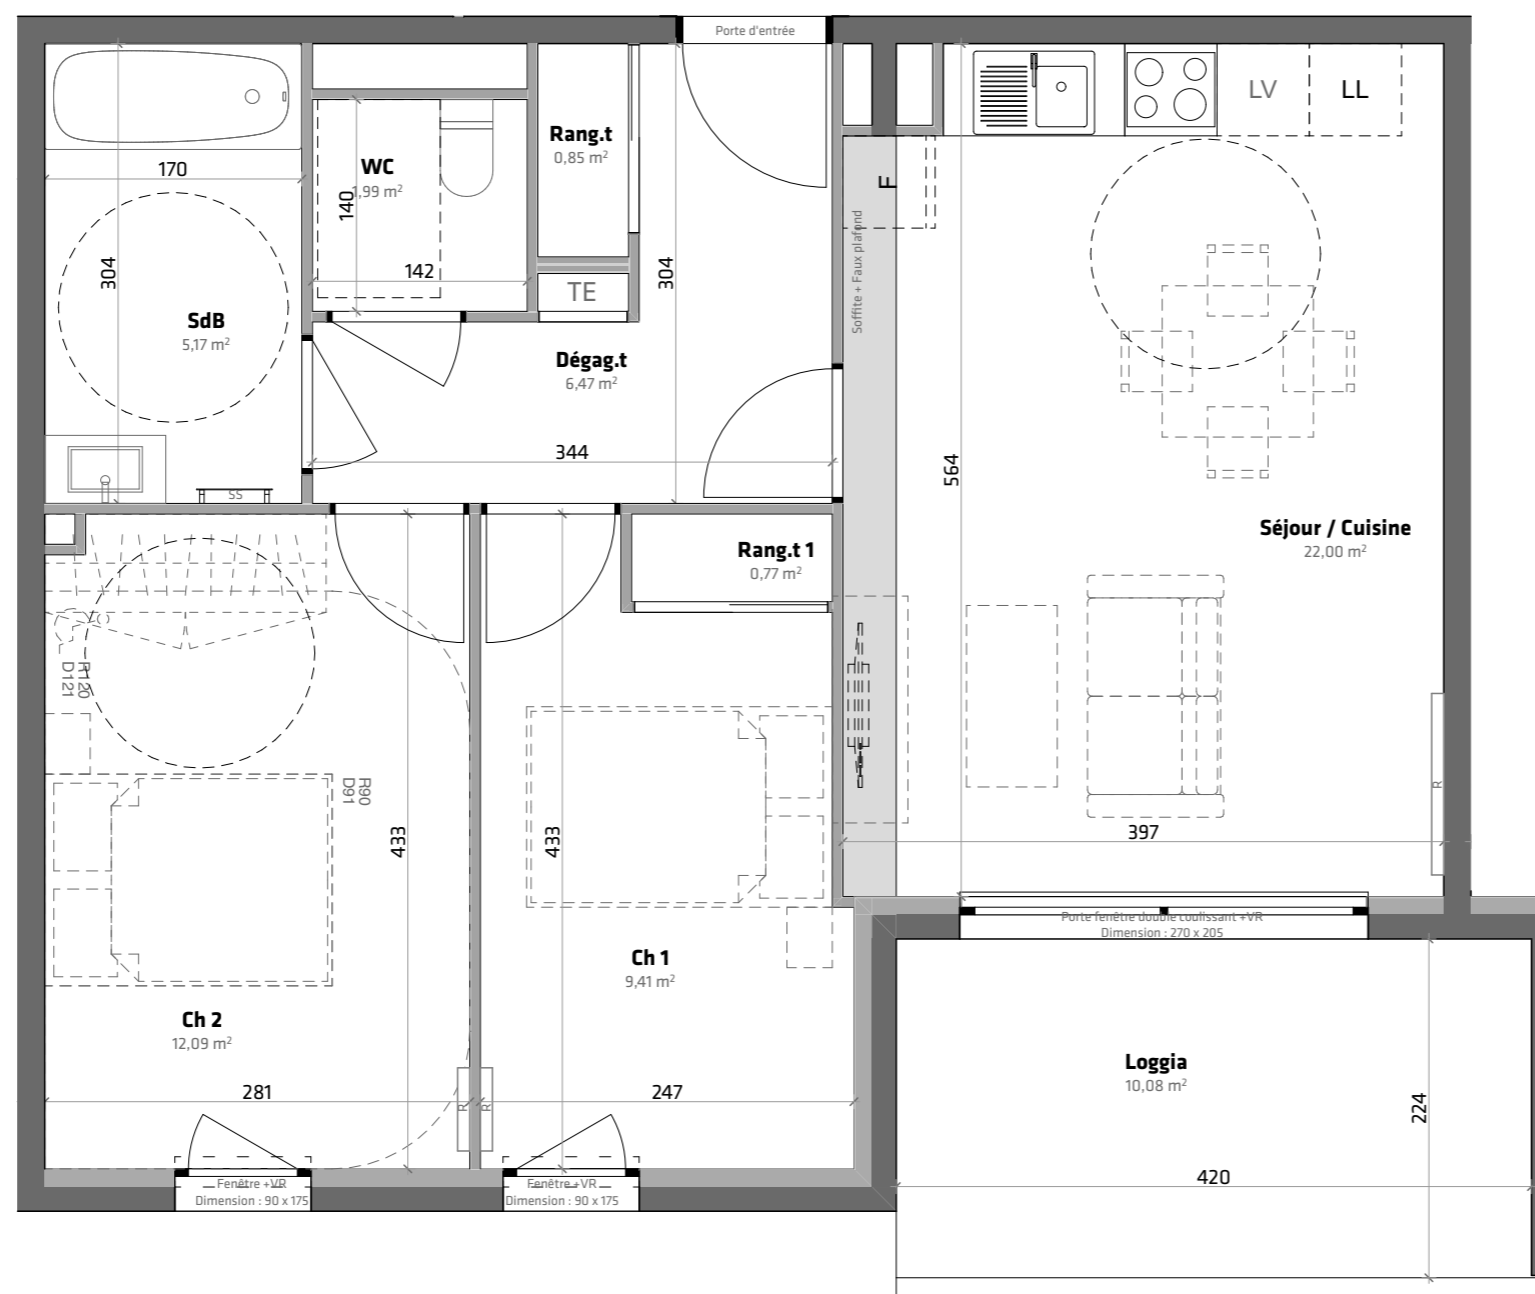 Porte d'entrée
Rang.t
0,85 m²
LV
LL
WC
1,99 m²
170
140
F
Soffite + Faux plafond
304
142
304
TE
SdB
5,17 m²
Dégag.t
6,47 m²
344
564
SS
Séjour / Cuisine
22,00 m²
Rang.t 1
0,77 m²
R120
D121
R90
D91
R
433
433
397
Porte fenêtre double coulissant +VR
Dimension : 270 x 205
Ch 1
9,41 m²
Ch 2
12,09 m²
Loggia
10,08 m²
281
247
R
R
224
420
Fenêtre +VR
Dimension : 90 x 175
Fenêtre +VR
Dimension : 90 x 175